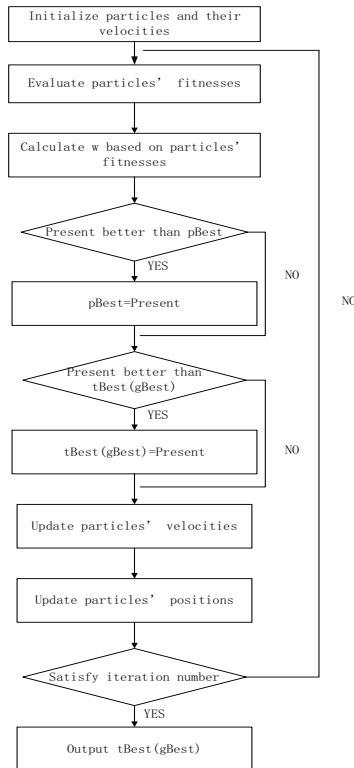 Initialize particles and their
velocities
Evaluate particles' fitnesses
Calculate w based on particles'
fitnesses
Present better than pBest
YES
NO
NO
pBest=Present
Present better than
tBest(gBest)
YES
tBest(gBest)=Present
NO
Update particles' velocities
Update particles' positions
Satisfy iteration number
YES
Output tBest(gBest)